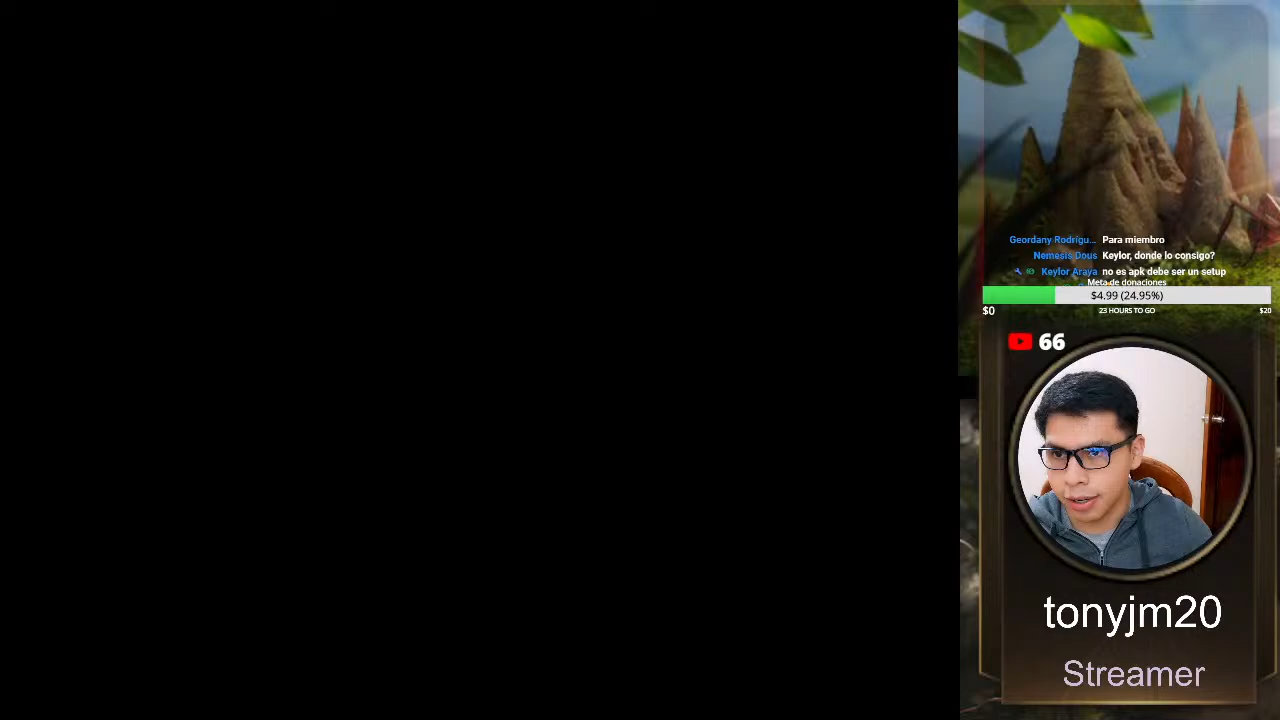 Geordany Rodrígu... Para miembro
Nemesis Dous Keylor, donde lo consigo?
Keylor Araya no es apk debe ser un setup
Meta de donaciones
$4.99 (24.95%)
$0 23 HOURS TO GO $20
66
tonyjm20
Streamer